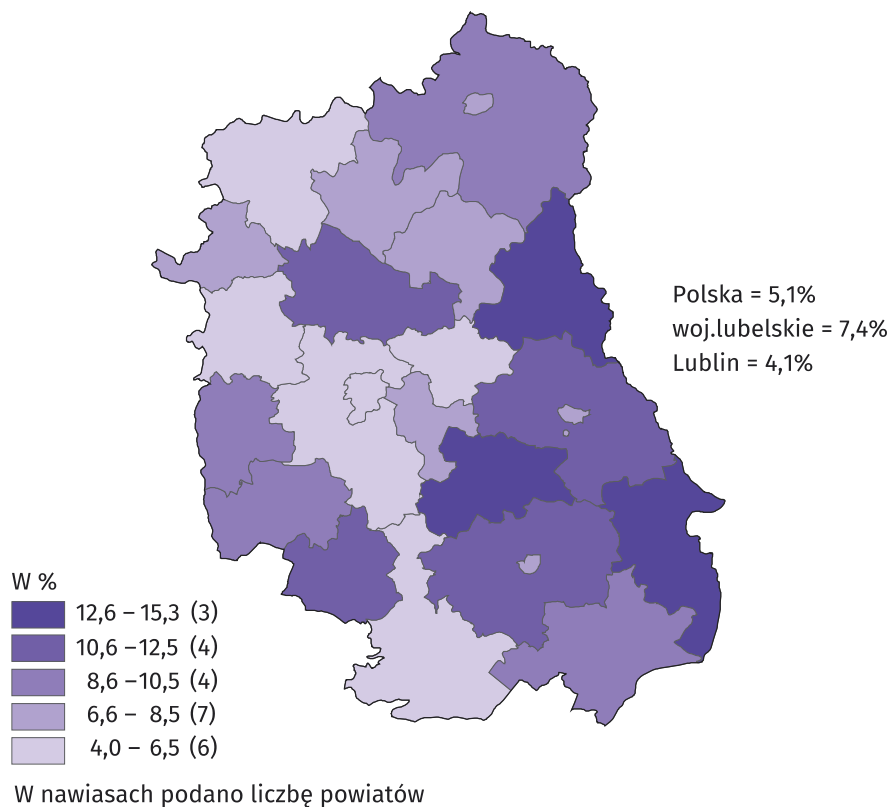 Polska = 5,1%
woj.lubelskie = 7,4%
Lublin = 4,1%
W %
12,6 – 15,3 (3)
10,6 –12,5 (4)
8,6 –10,5 (4)
6,6 – 8,5 (7)
4,0 – 6,5 (6)
W nawiasach podano liczbę powiatów